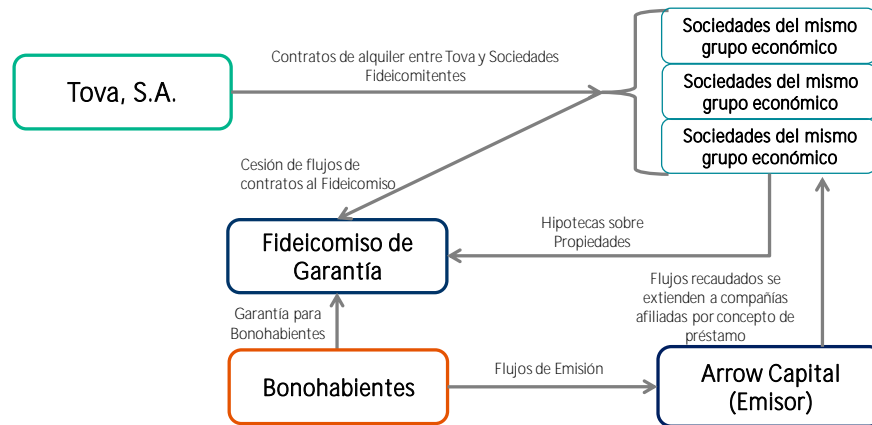 Sociedades del mismo
grupo económico
Contratos de alquiler entre Tova y Sociedades
Fideicomitentes
Tova, S.A.
Sociedades del mismo
grupo económico
Sociedades del mismo
grupo económico
Cesión de flujos de
contratos al Fideicomiso
Fideicomiso de
Garantía
Hipotecas sobre
Propiedades
Flujos recaudados se
extienden a compañías
afiliadas por concepto de
préstamo
Garantía para
Bonohabientes
Bonohabientes
Flujos de Emisión
Arrow Capital
(Emisor)